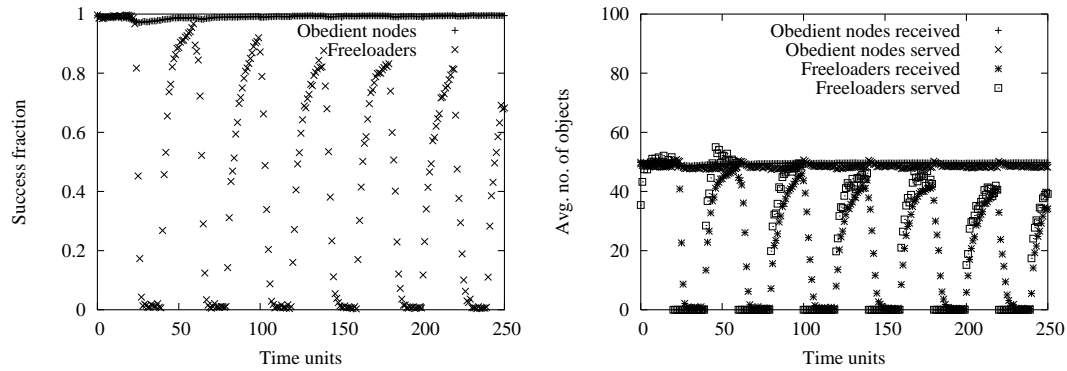 1
0.8
0.6
0.4
0.2
0
0 50 100 150 200 250
Success fraction
Time units
Obedient nodes
Freeloaders
100
80
60
40
20
0
0 50 100 150 200 250
Avg. no. of objects
Time units
Obedient nodes received
Obedient nodes served
Freeloaders received
Freeloaders served